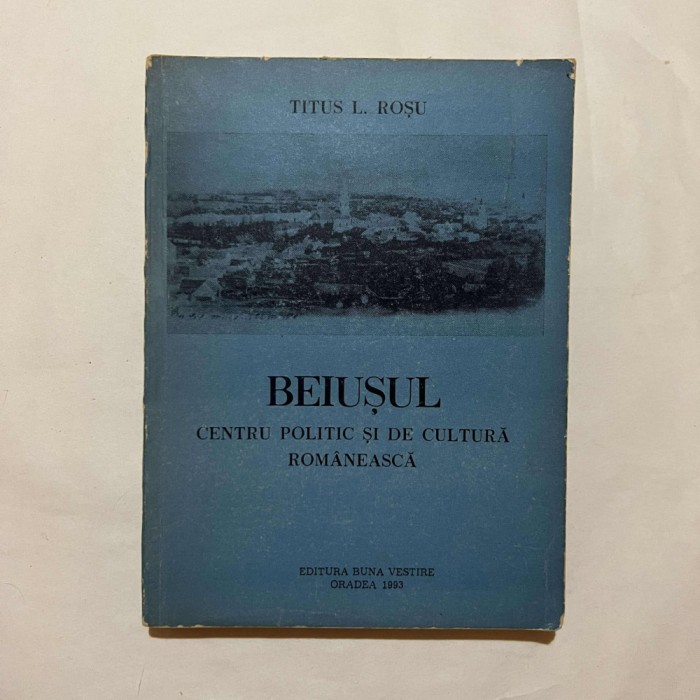 TITUS L. ROȘU
BEIUȘUL
CENTRU POLITIC ȘI DE CULTURĂ
ROMÂNEASCĂ
EDITURA BUNA VESTIRE
ORADEA 1993